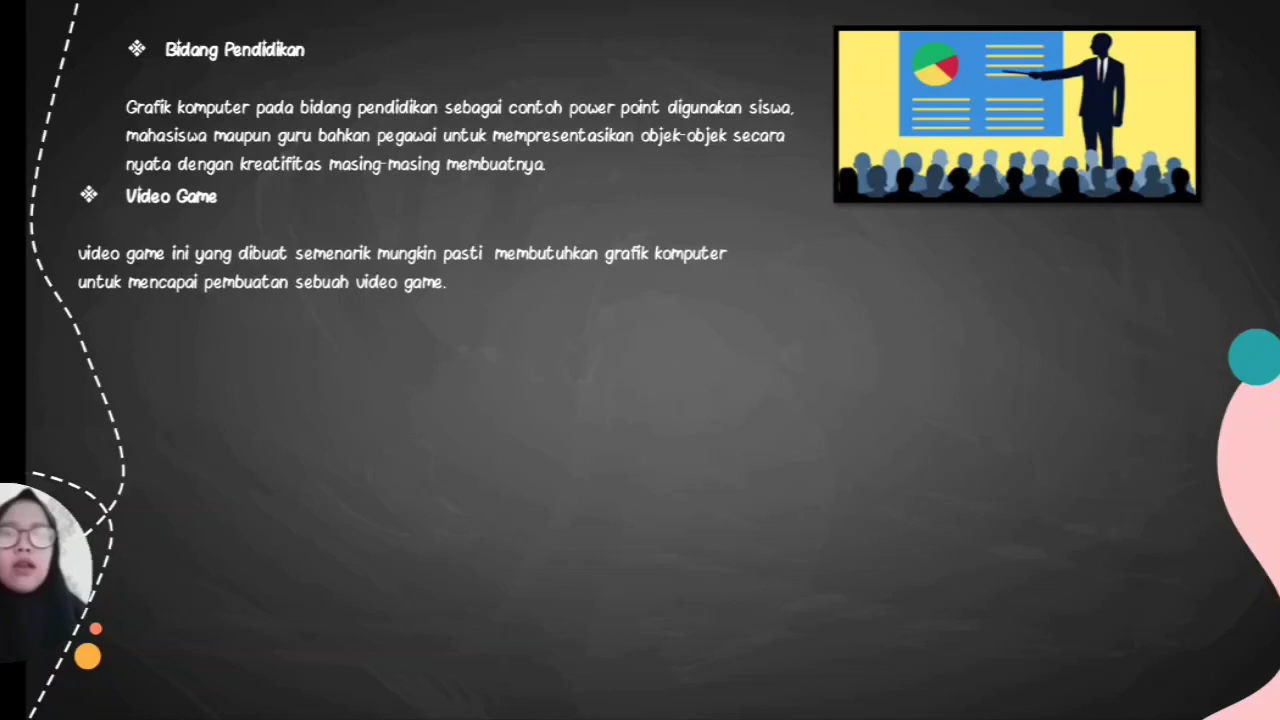 Bidang Pendidikan
Grafik komputer pada bidang pendidikan sebagai contoh power point digunakan siswa,
mahasiswa maupun guru bahkan pegawai untuk mempresentasikan objek-objek secara
nyata dengan kreatifitas masing-masing membuatnya.
Video Game
video game ini yang dibuat semenarik mungkin pasti membutuhkan grafik komputer
untuk mencapai pembuatan sebuah video game.